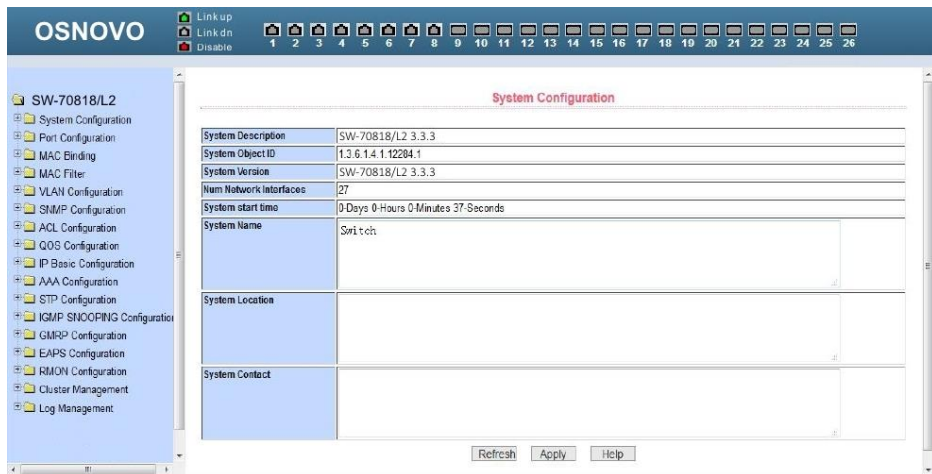 OSNOVO
Link up
Link dn
Disable
1 2 3 4 5 6 7 8 9 10 11 12 13 14 15 16 17 18 19 20 21 22 23 24 25 26
SW-70818/L2
System Configuration
Port Configuration
MAC Binding
MAC Filter
VLAN Configuration
SNMP Configuration
ACL Configuration
QOS Configuration
IP Basic Configuration
AAA Configuration
STP Configuration
IGMP SNOOPING Configuration
GMRP Configuration
EAPS Configuration
RMON Configuration
Cluster Management
Log Management
System Configuration
System Description SW-70818/L2 3.3.3
System Object ID 1.3.6.1.4.1.12284.1
System Version SW-70818/L2 3.3.3
Num Network Interfaces 27
System start time 0-Days 0-Hours 0-Minutes 37-Seconds
System Name Switch
System Location
System Contact
Refresh Apply Help